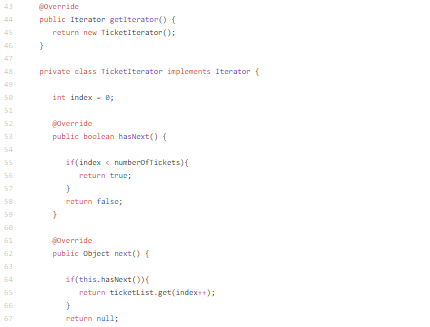 43 @Override
44 public Iterator getIterator() {
45 return new TicketIterator();
46 }
47
48 private class TicketIterator implements Iterator {
49
50 int index = 0;
51
52 @Override
53 public boolean hasNext() {
54
55 if(index < numberOfTickets){
56 return true;
57 }
58 return false;
59 }
60
61 @Override
62 public Object next() {
63
64 if(this.hasNext()){
65 return ticketList.get(index++);
66 }
67 return null;